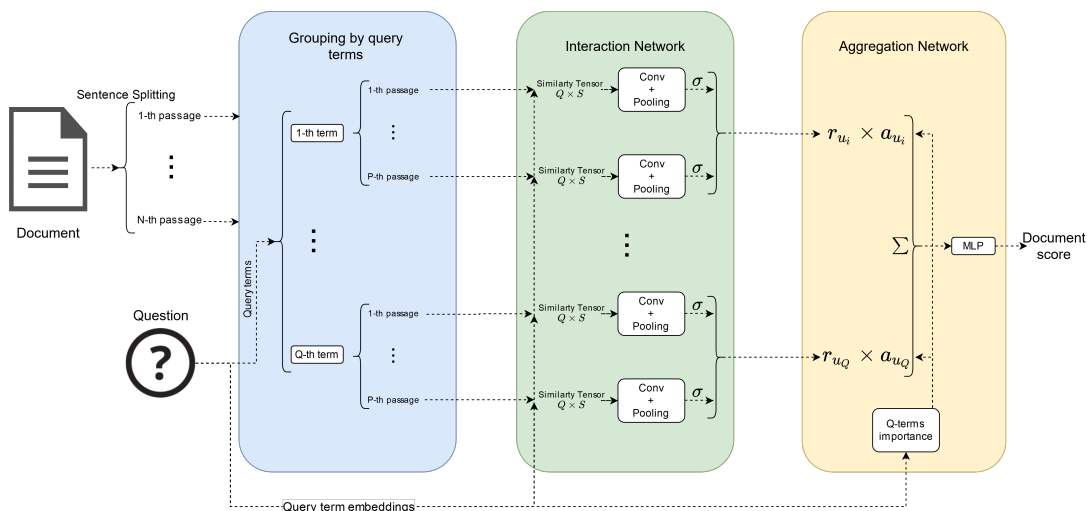 Grouping by query
terms
Interaction Network
Aggregation Network
Sentence Splitting
1-th passage
N-th passage
Document
Question
Query terms
1-th term
1-th passage
P-th passage
Q-th term
1-th passage
P-th passage
Similarty Tensor
Q × S
Conv
+
Pooling
σ
Similarty Tensor
Q × S
Conv
+
Pooling
σ
Similarty Tensor
Q × S
Conv
+
Pooling
σ
Similarty Tensor
Q × S
Conv
+
Pooling
σ
r_{u_i} × a_{u_i}
Σ
r_{u_Q} × a_{u_Q}
MLP
Document
score
Q-terms
importance
Query term embeddings